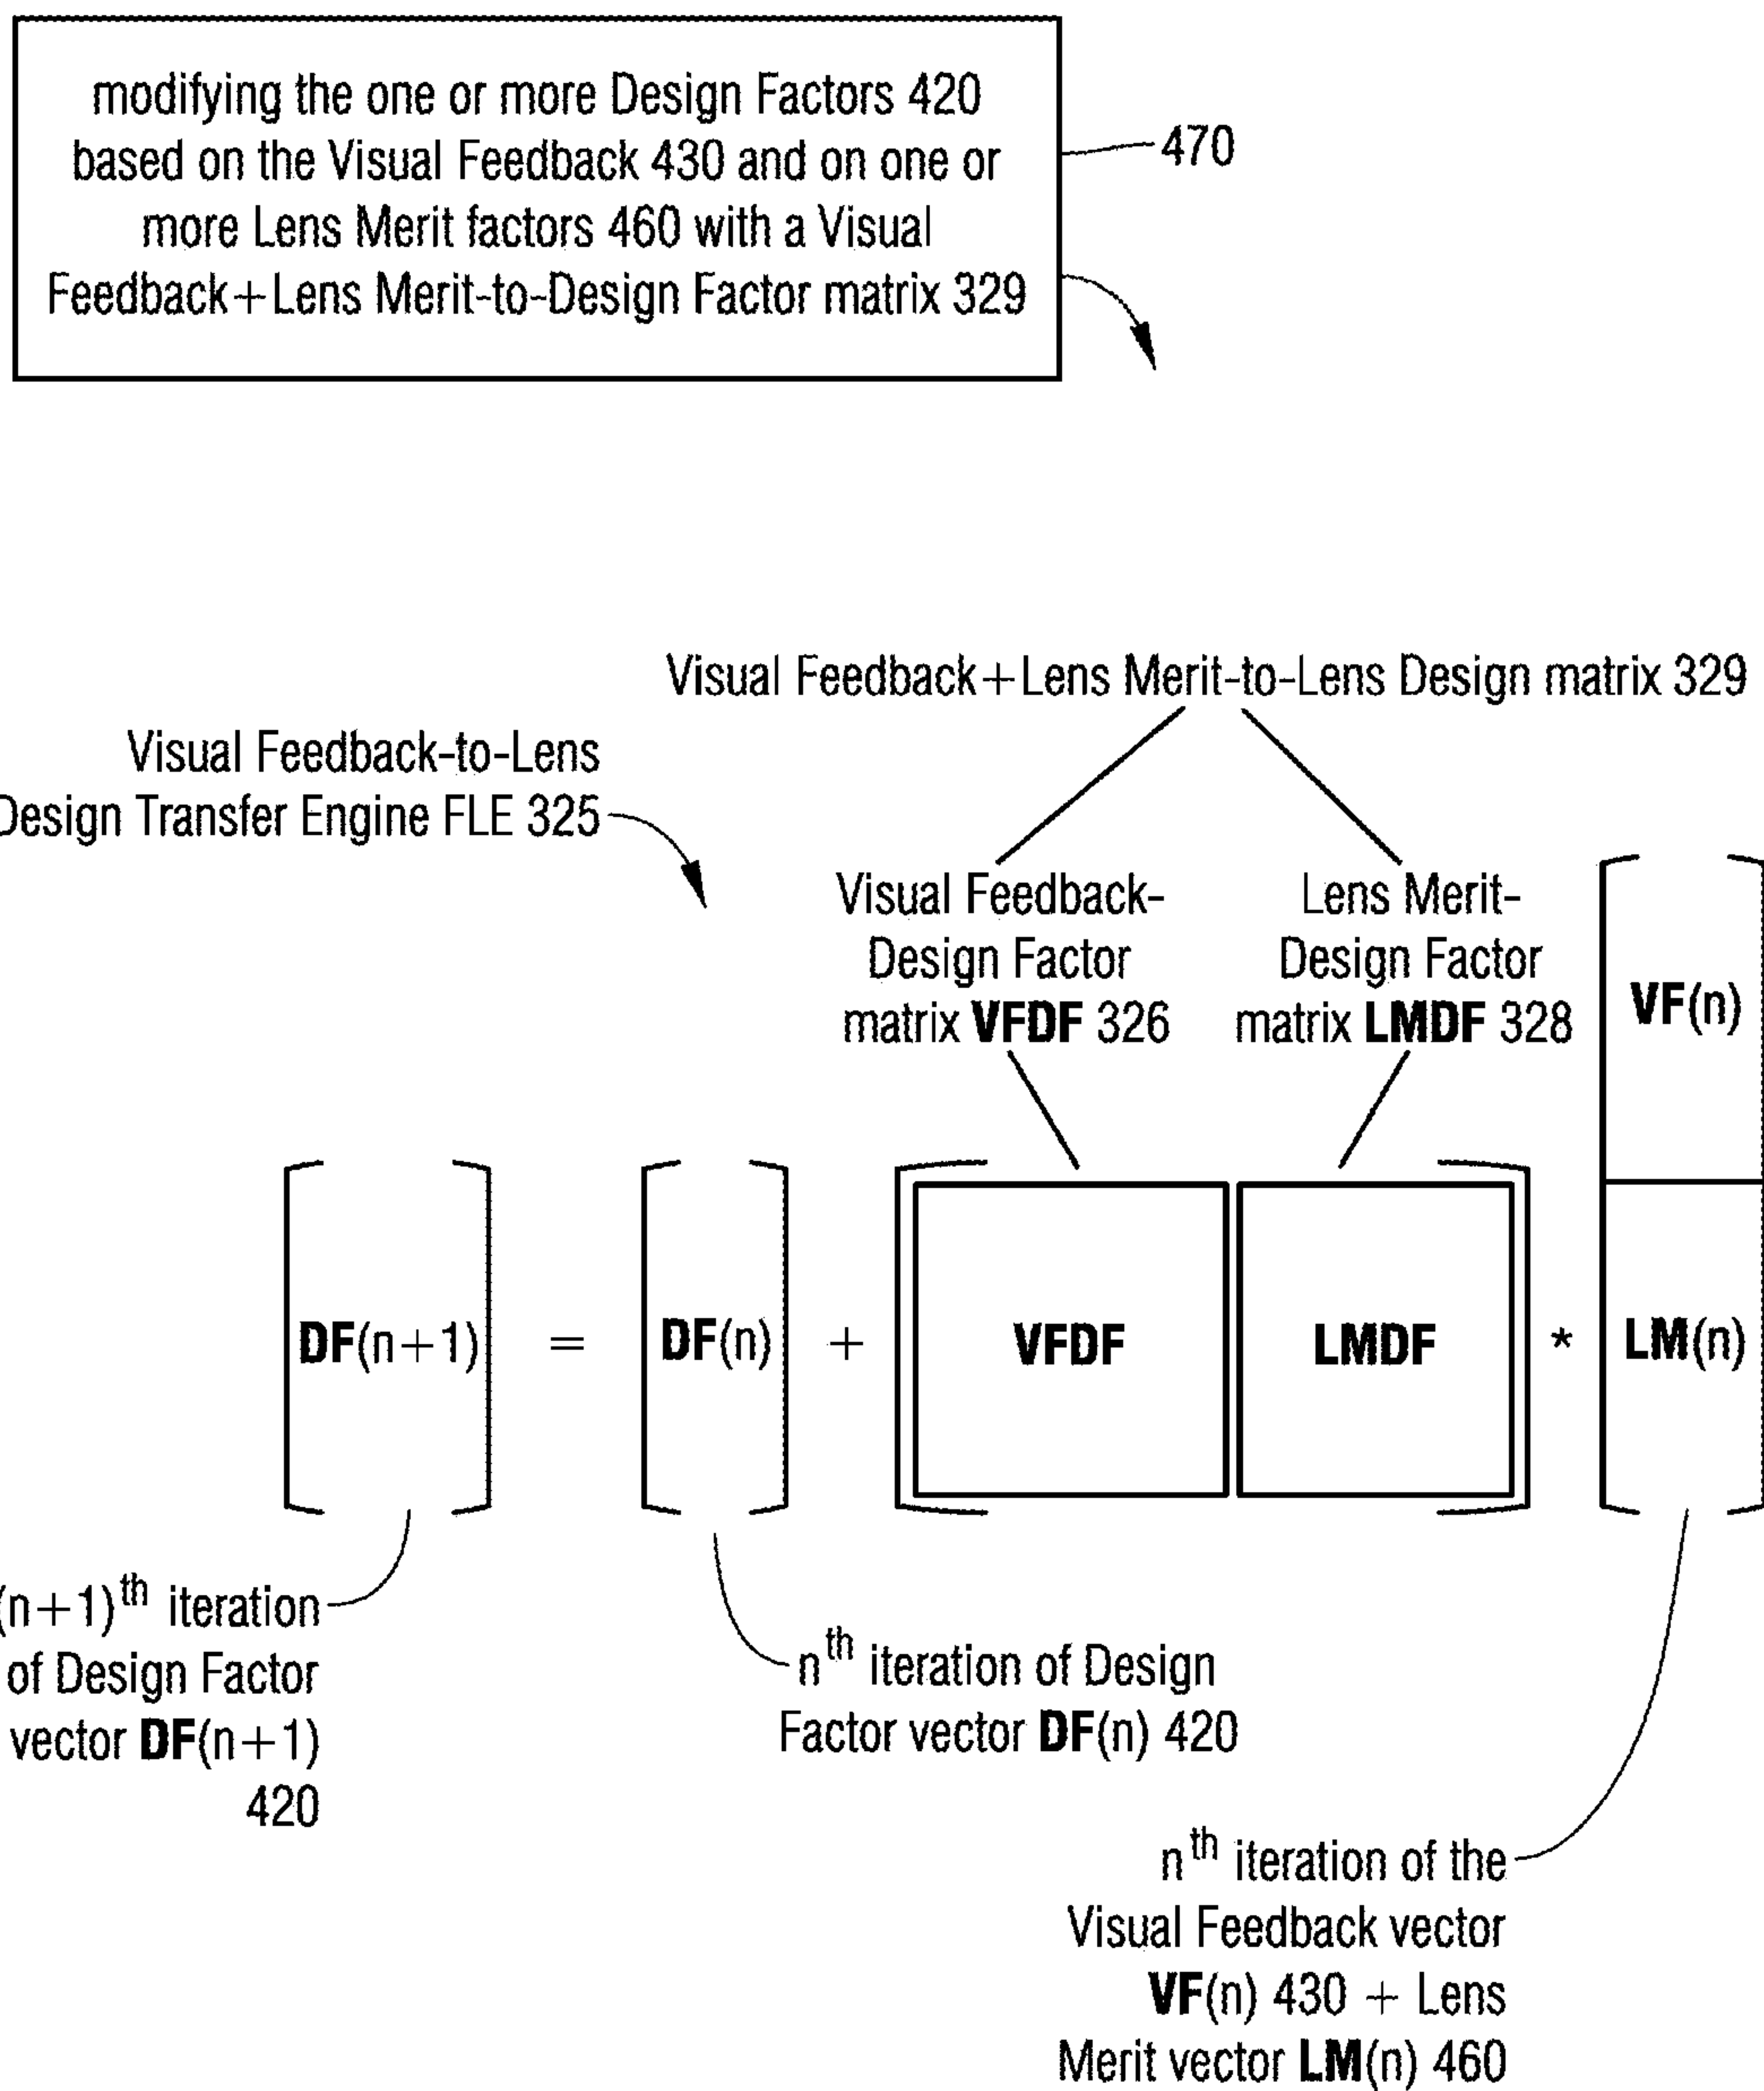 modifying the one or more Design Factors 420
based on the Visual Feedback 430 and on one or
more Lens Merit factors 460 with a Visual
Feedback+Lens Merit-to-Design Factor matrix 329
470
Visual Feedback+Lens Merit-to-Lens Design matrix 329
Visual Feedback-to-Lens
Design Transfer Engine FLE 325
Visual Feedback-
Design Factor
matrix VFDF 326
Lens Merit-
Design Factor
matrix LMDF 328
VF(n)
DF(n+1) = DF(n) + VFDF LMDF * LM(n)
(n+1)th iteration
of Design Factor
vector DF(n+1)
420
nth iteration of Design
Factor vector DF(n) 420
nth iteration of the
Visual Feedback vector
VF(n) 430 + Lens
Merit vector LM(n) 460